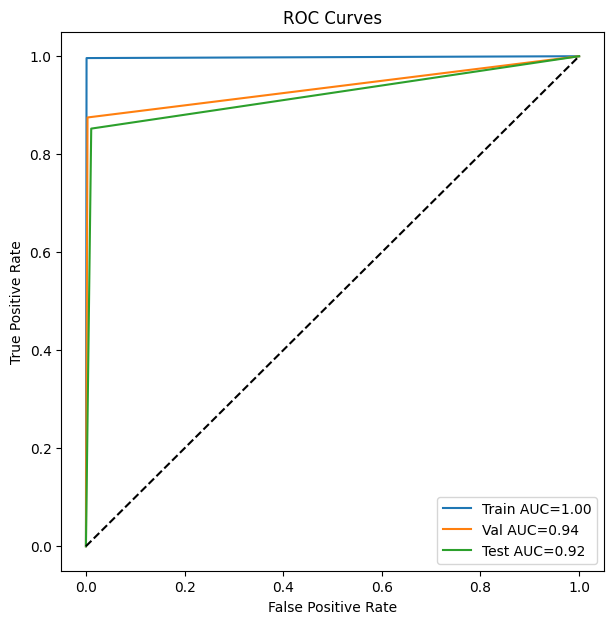 ROC Curves
True Positive Rate
1.0
0.8
0.6
0.4
0.2
0.0
0.0 0.2 0.4 0.6 0.8 1.0
False Positive Rate
Train AUC=1.00
Val AUC=0.94
Test AUC=0.92